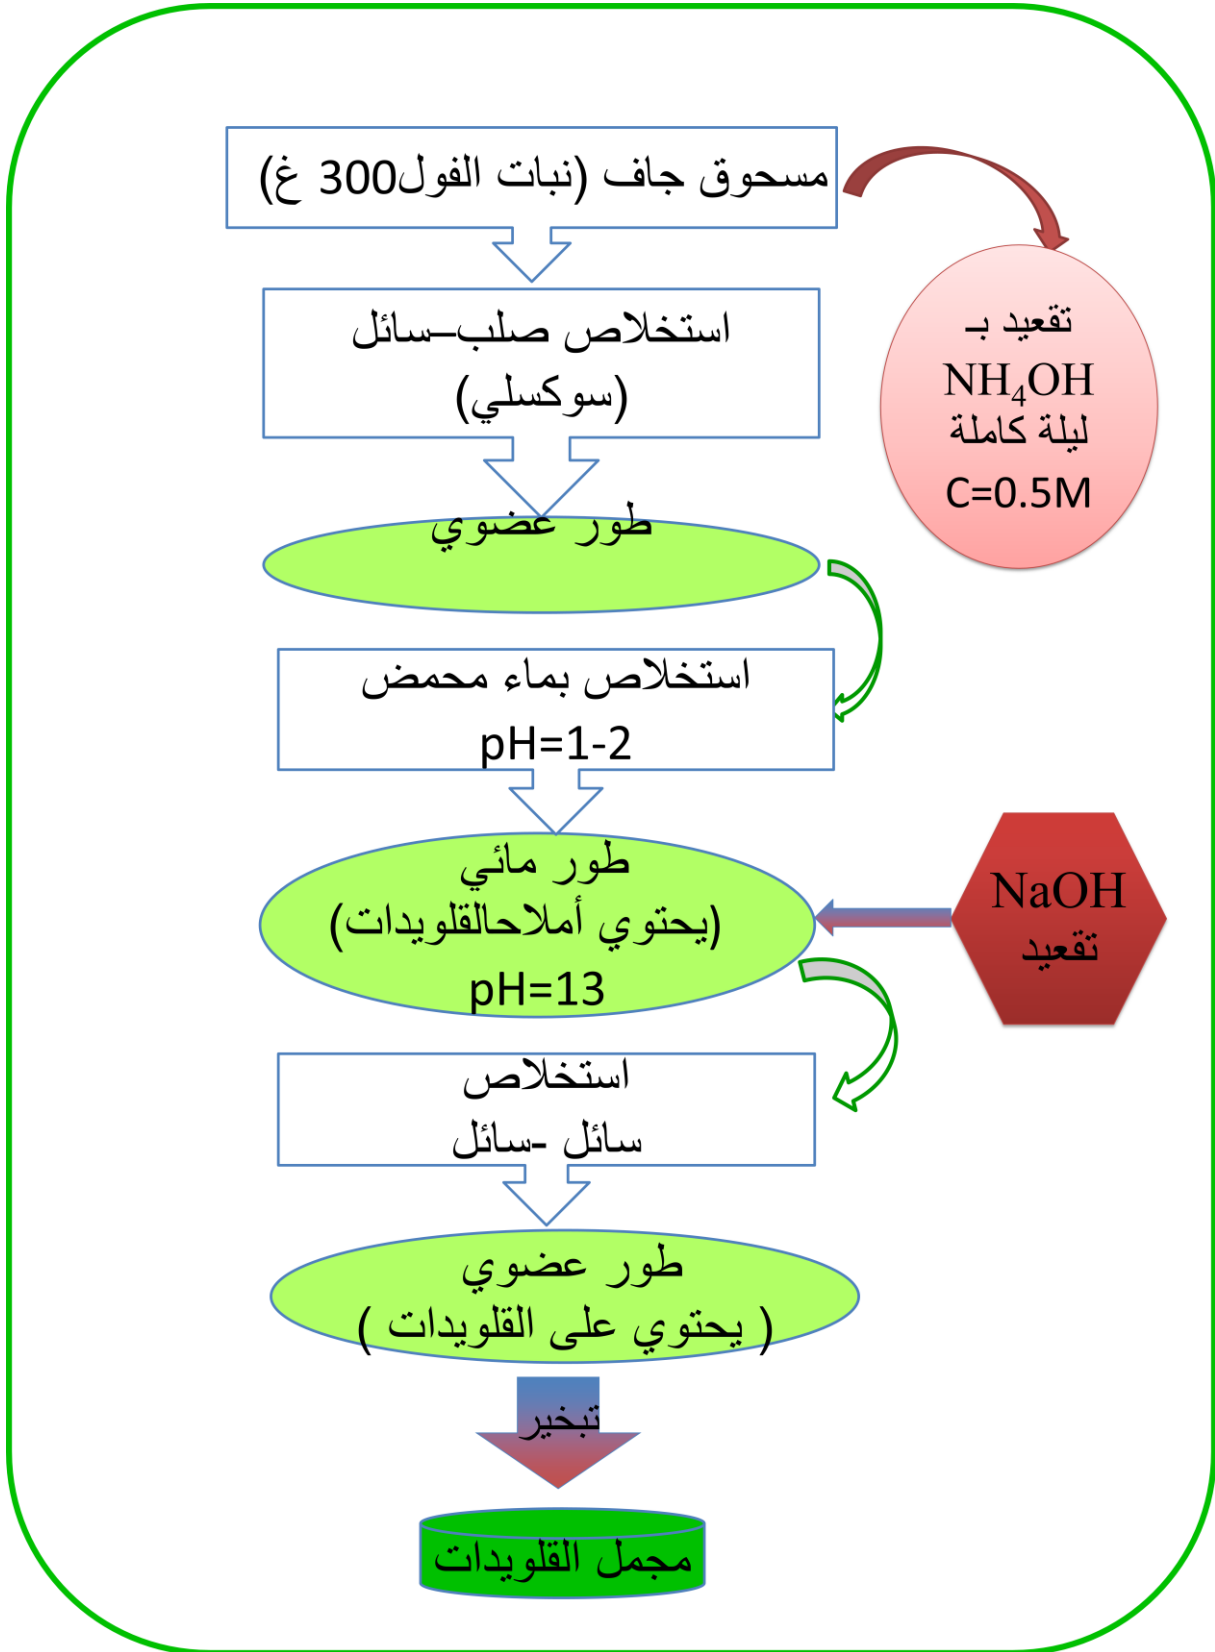 مسحوق جاف (نبات الفول300 غ)
تقعيد بـ
NH₄OH
ليلة كاملة
C=0.5M
استخلاص صلب–سائل
(سوكسلي)
طور عضوي
استخلاص بماء محمض
pH=1-2
طور مائي
(يحتوي أملاحالقلويدات)
pH=13
NaOH
تقعيد
استخلاص
سائل -سائل
طور عضوي
( يحتوي على القلويدات )
تبخير
مجمل القلويدات